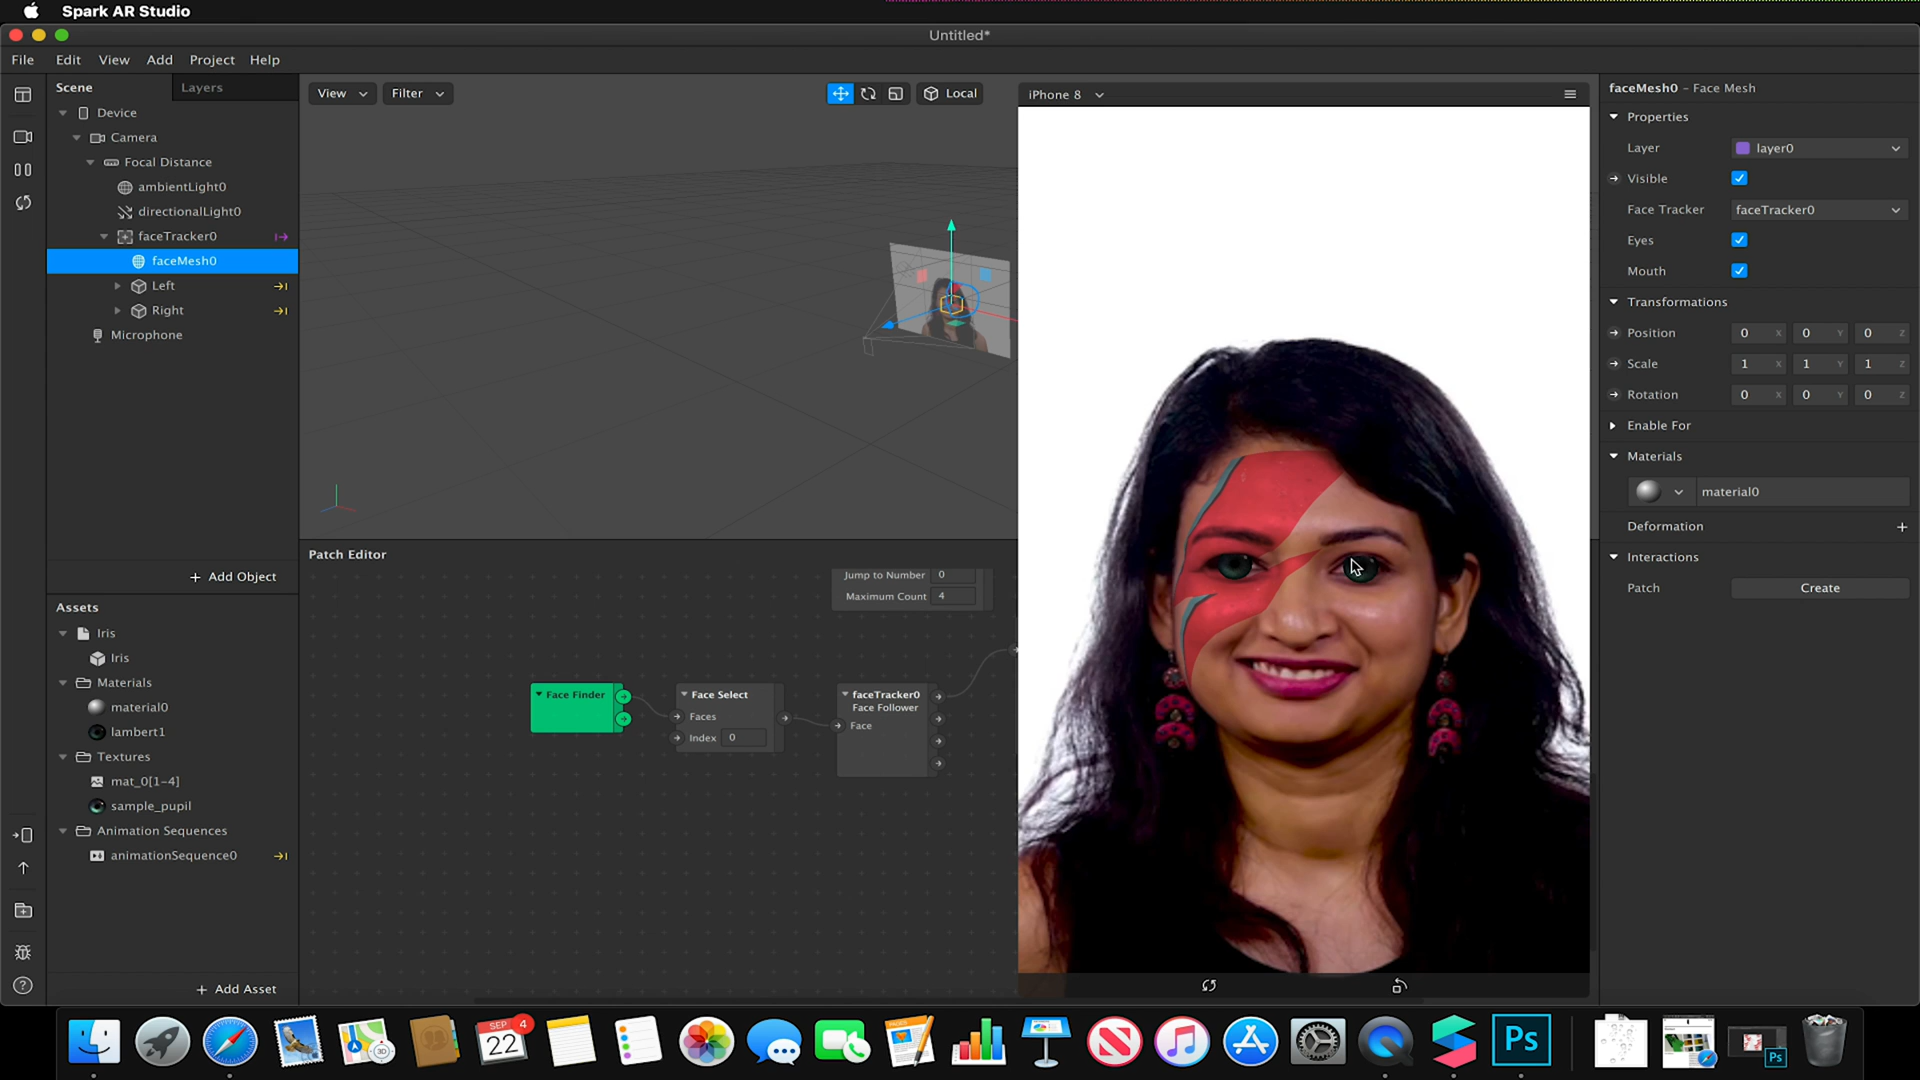 Spark AR Studio
Untitled*
File Edit View Add Project Help
Scene Layers
Device
Camera
Focal Distance
ambientLight0
directionalLight0
faceTracker0
faceMesh0
Left
Right
Microphone
+ Add Object
Assets
Iris
Iris
Materials
material0
lambert1
Textures
mat_0[1-4]
sample_pupil
Animation Sequences
animationSequence0
+ Add Asset
View Filter Local
Patch Editor
Jump to Number 0
Maximum Count 4
Face Finder
Face Select
Faces
Index 0
faceTracker0
Face Follower
Face
iPhone 8
faceMesh0 - Face Mesh
Properties
Layer layer0
Visible
Face Tracker faceTracker0
Eyes
Mouth
Transformations
Position 0 X 0 Y 0 Z
Scale 1 X 1 Y 1 Z
Rotation 0 X 0 Y 0 Z
Enable For
Materials
material0
Deformation +
Interactions
Patch Create
SEP 4
22
PAGES
3D
Ps
Ps